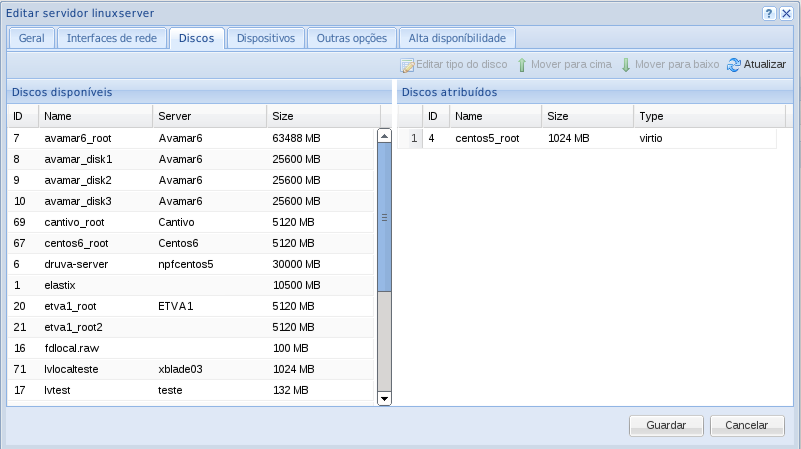 Editar servidor linuxserver
Geral Interfaces de rede Discos Dispositivos Outras opções Alta disponíbilidade
Editar tipo do disco Mover para cima Mover para baixo Atualizar
Discos disponíveis
ID Name Server Size
7 avamar6_root Avamar6 63488 MB
8 avamar_disk1 Avamar6 25600 MB
9 avamar_disk2 Avamar6 25600 MB
10 avamar_disk3 Avamar6 25600 MB
69 cantivo_root Cantivo 5120 MB
67 centos6_root Centos6 5120 MB
6 druva-server npfcentos5 30000 MB
1 elastix 10500 MB
20 etva1_root ETVA1 5120 MB
21 etva1_root2 5120 MB
16 fdlocal.raw 100 MB
71 lvlocalteste xblade03 1024 MB
17 lvtest teste 132 MB
Discos atribuídos
ID Name Size Type
1 4 centos5_root 1024 MB virtio
Guardar Cancelar